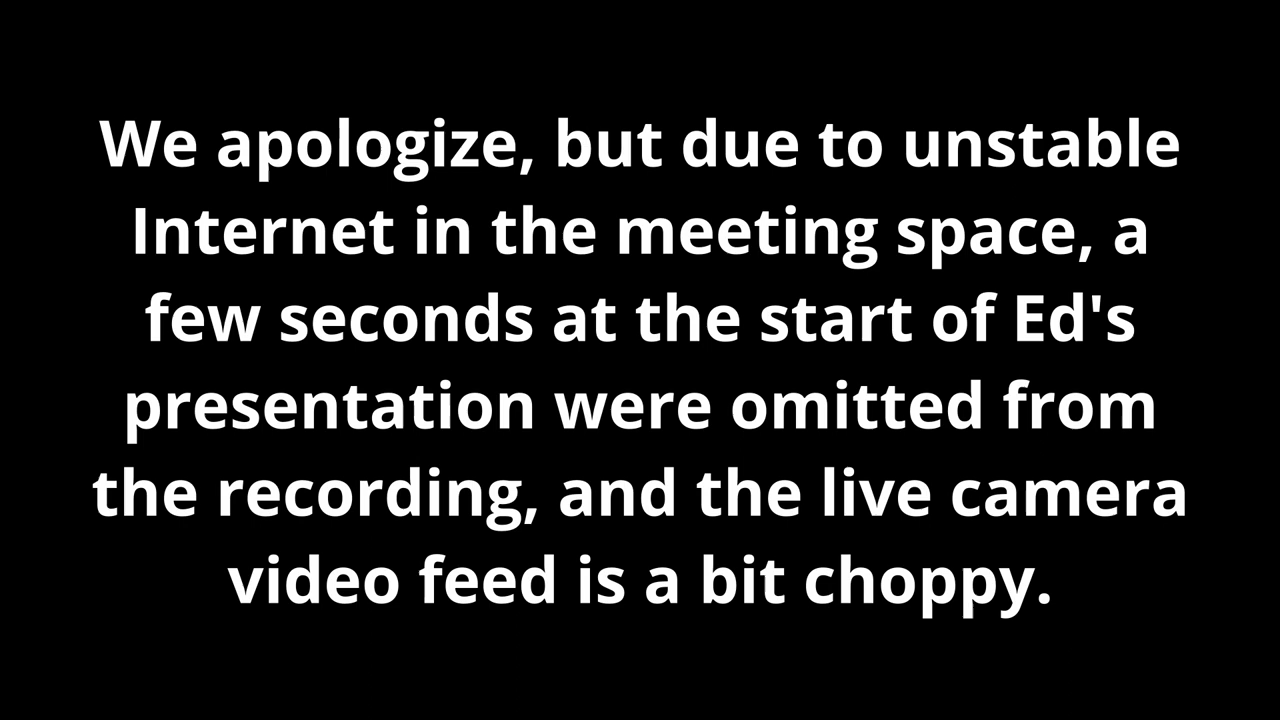 We apologize, but due to unstable
Internet in the meeting space, a
few seconds at the start of Ed's
presentation were omitted from
the recording, and the live camera
video feed is a bit choppy.